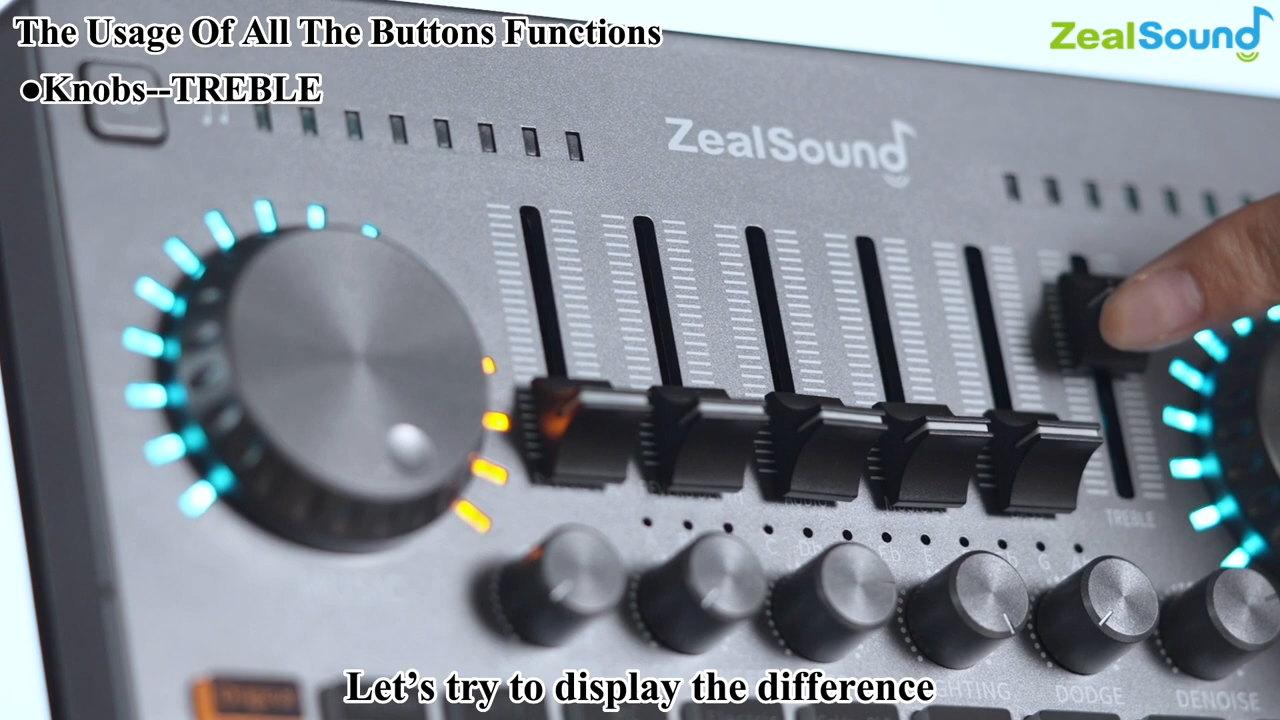 The Usage Of All The Buttons Functions
ZealSound
●Knobs--TREBLE
ZealSound
TREBLE
Let's try to display the difference
DODGE
DENOISE